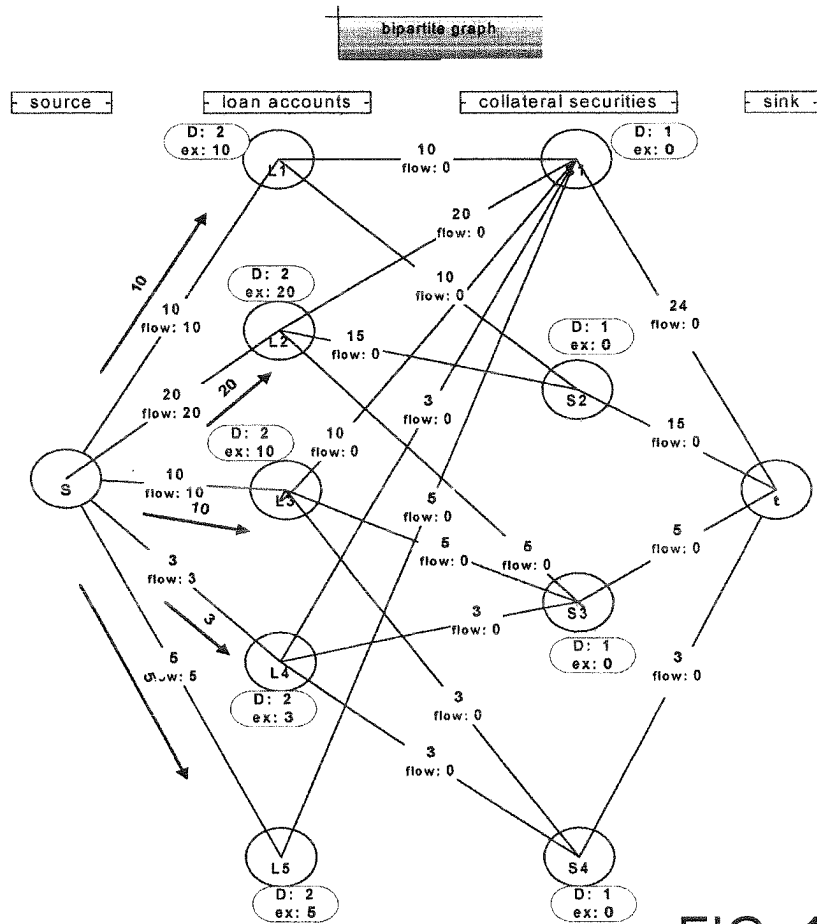 bipartite graph
source
loan accounts
collateral securities
sink
D: 2
ex: 10
L1
10
flow: 0
S1
D: 1
ex: 0
20
flow: 0
10
flow: 0
10
10
flow: 10
D: 2
ex: 20
L2
15
flow: 0
D: 1
ex: 0
S2
24
flow: 0
20
flow: 20
20
3
flow: 0
15
flow: 0
D: 2
ex: 10
10
flow: 0
S
10
flow: 10
10
L3
5
flow: 0
5
flow: 0
5
flow: 0
t
5
flow: 0
3
flow: 3
3
3
flow: 0
S3
D: 1
ex: 0
5
flow: 5
5
L4
D: 2
ex: 3
3
flow: 0
3
flow: 0
3
flow: 0
L5
D: 2
ex: 5
S4
D: 1
ex: 0